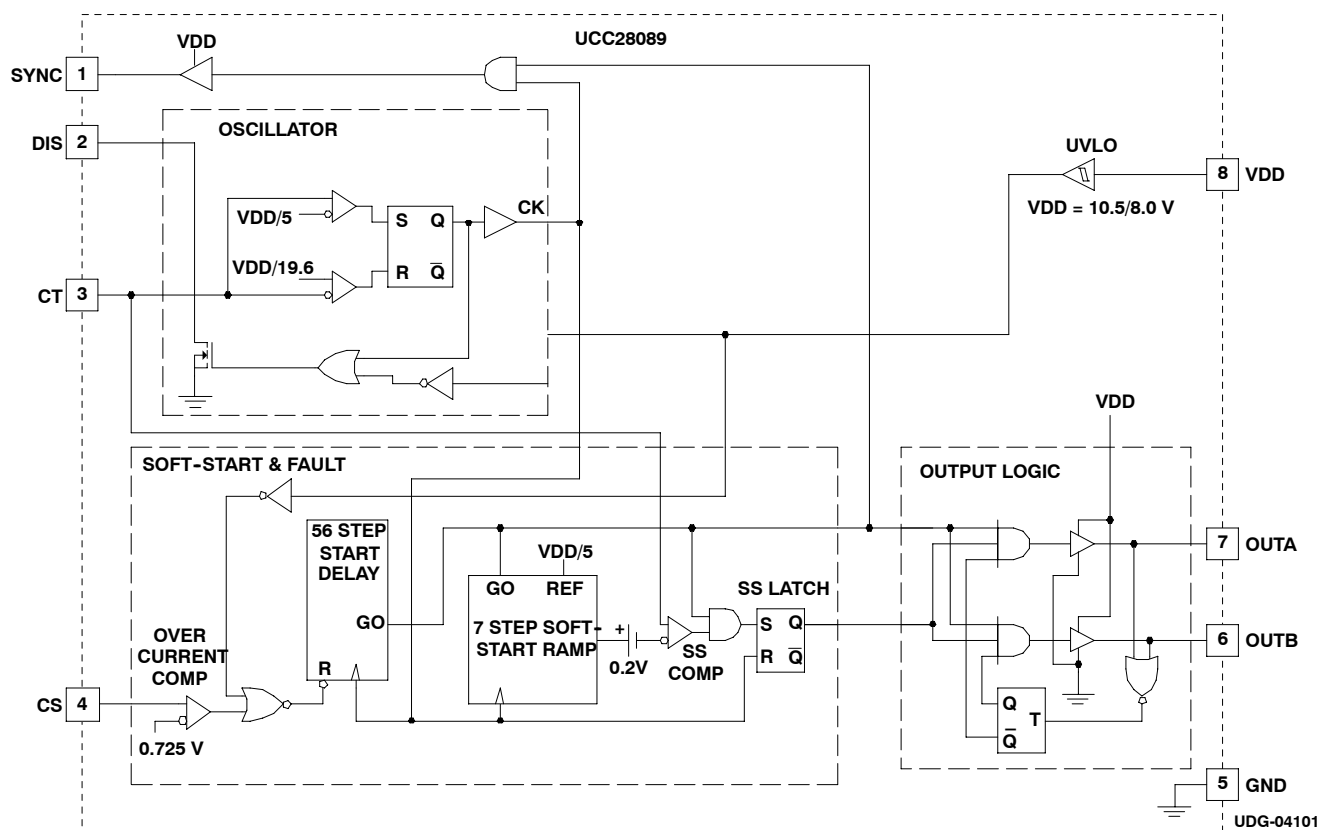 UCC28089
VDD
SYNC
1
DIS
2
OSCILLATOR
UVLO
8
VDD
VDD = 10.5/8.0 V
VDD/5
S
Q
CK
VDD/19.6
R
Q
CT
3
VDD
SOFT-START & FAULT
OUTPUT LOGIC
56 STEP
START
DELAY
GO
R
VDD/5
GO
REF
7 STEP SOFT-
START RAMP
+
0.2V
SS
COMP
SS LATCH
S
Q
R
Q
7
OUTA
6
OUTB
OVER
CURRENT
COMP
CS
4
0.725 V
Q
T
Q
5
GND
UDG-04101